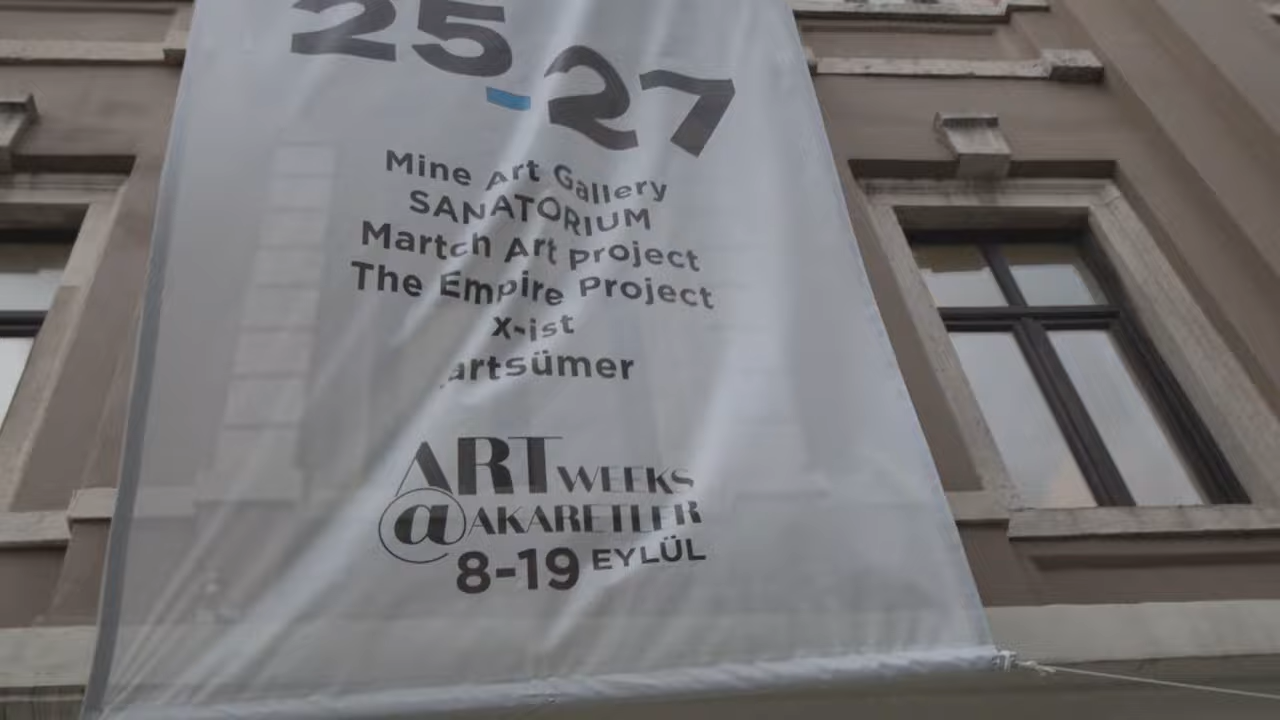 25-27
Mine Art Gallery
SANATORIUM
Martch Art project
The Empire Project
x-ist
artsümer
ART WEEKS
@AKARETLER
8-19 EYLÜL